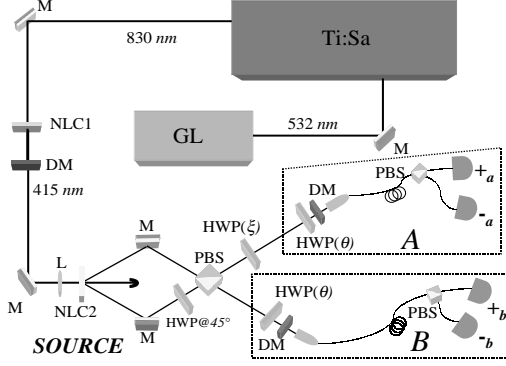 M
830 nm
Ti:Sa
NLC1
GL
532 nm
DM
M
415 nm
PBS
+a
DM
HWP(ξ)
-a
M
HWP(θ)
A
L
PBS
HWP(θ)
M
NLC2
+b
HWP@45°
PBS
SOURCE
M
DM
B
-b